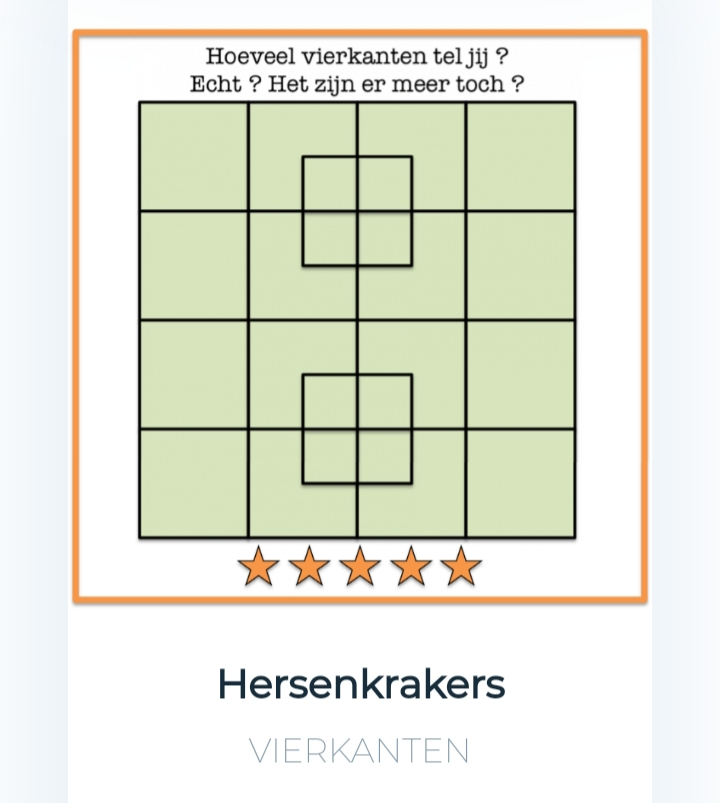 Hoeveel vierkanten tel jij ?
Echt ? Het zijn er meer toch ?
Hersenkrakers
VIERKANTEN